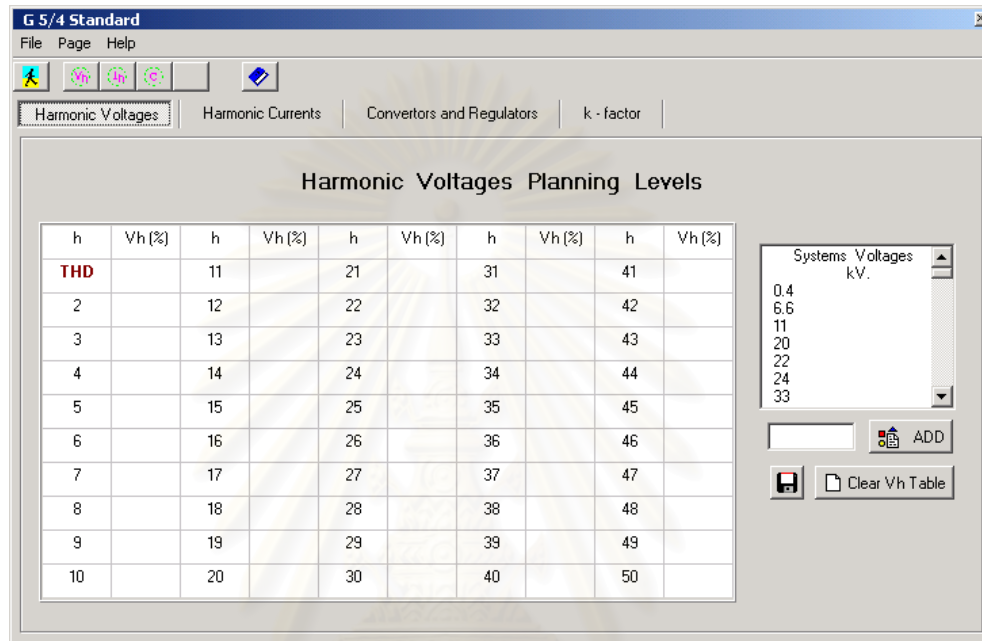 G 5/4 Standard
File Page Help
Vh Ih C
Harmonic Voltages Harmonic Currents Convertors and Regulators k - factor
Harmonic Voltages Planning Levels
h Vh (%) h Vh (%) h Vh (%) h Vh (%) h Vh (%)
THD 11 21 31 41
2 12 22 32 42
3 13 23 33 43
4 14 24 34 44
5 15 25 35 45
6 16 26 36 46
7 17 27 37 47
8 18 28 38 48
9 19 29 39 49
10 20 30 40 50
Systems Voltages
kV.
0.4
6.6
11
20
22
24
33
ADD
Clear Vh Table